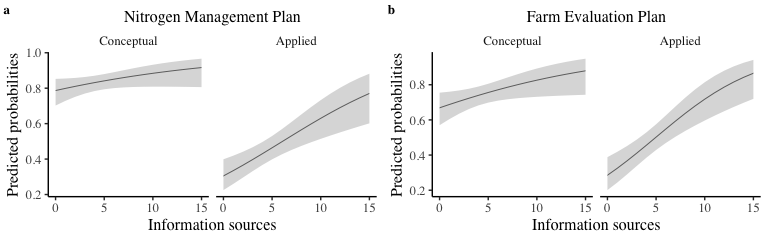 a
Nitrogen Management Plan
Conceptual
Applied
Predicted probabilities
1.0
0.8
0.6
0.4
0.2
0
5
10
15
0
5
10
15
Information sources
b
Farm Evaluation Plan
Conceptual
Applied
Predicted probabilities
0.8
0.6
0.4
0.2
0
5
10
15
0
5
10
15
Information sources